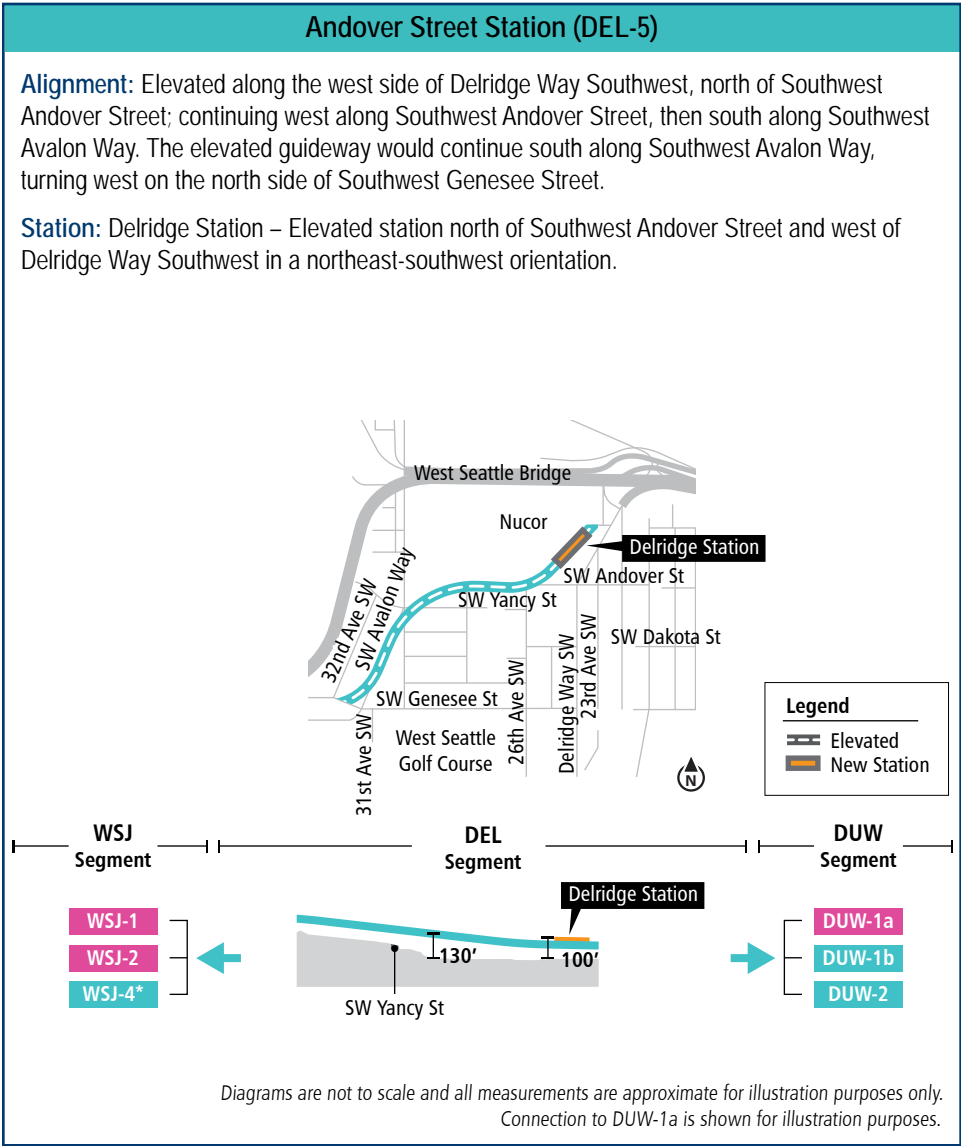 Andover Street Station (DEL-5)
Alignment: Elevated along the west side of Delridge Way Southwest, north of Southwest
Andover Street; continuing west along Southwest Andover Street, then south along Southwest
Avalon Way. The elevated guideway would continue south along Southwest Avalon Way,
turning west on the north side of Southwest Genesee Street.
Station: Delridge Station – Elevated station north of Southwest Andover Street and west of
Delridge Way Southwest in a northeast-southwest orientation.
West Seattle Bridge
Nucor
Delridge Station
SW Andover St
SW Yancy St
32nd Ave SW
SW Avalon Way
SW Dakota St
SW Genesee St
31st Ave SW
West Seattle
Golf Course
26th Ave SW
Delridge Way SW
23rd Ave SW
N
Legend
Elevated
New Station
WSJ
Segment
DEL
Segment
DUW
Segment
WSJ-1
WSJ-2
WSJ-4*
Delridge Station
130'
100'
SW Yancy St
DUW-1a
DUW-1b
DUW-2
Diagrams are not to scale and all measurements are approximate for illustration purposes only.
Connection to DUW-1a is shown for illustration purposes.